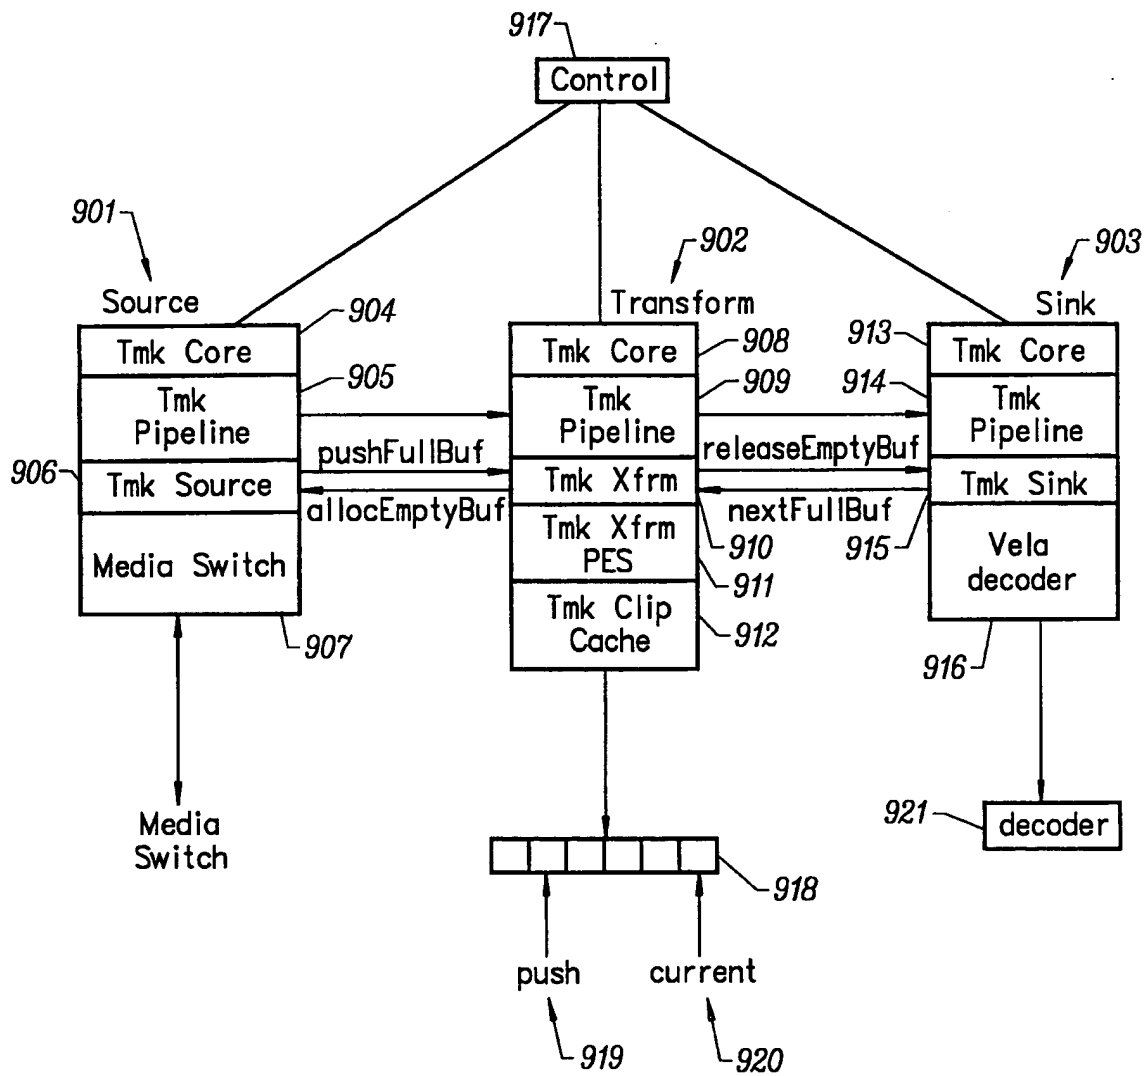 917
Control
901
902
903
Source
904
Transform
Sink
Tmk Core
905
Tmk Core
908
913
Tmk Core
Tmk
Pipeline
Tmk
Pipeline
909
914
Tmk
Pipeline
pushFullBuf
releaseEmptyBuf
906
Tmk Source
Tmk Xfrm
Tmk Sink
allocEmptyBuf
nextFullBuf
Media Switch
Tmk Xfrm
PES
910
915
Vela
decoder
911
Tmk Clip
Cache
912
907
916
Media
Switch
921
decoder
918
push
current
919
920